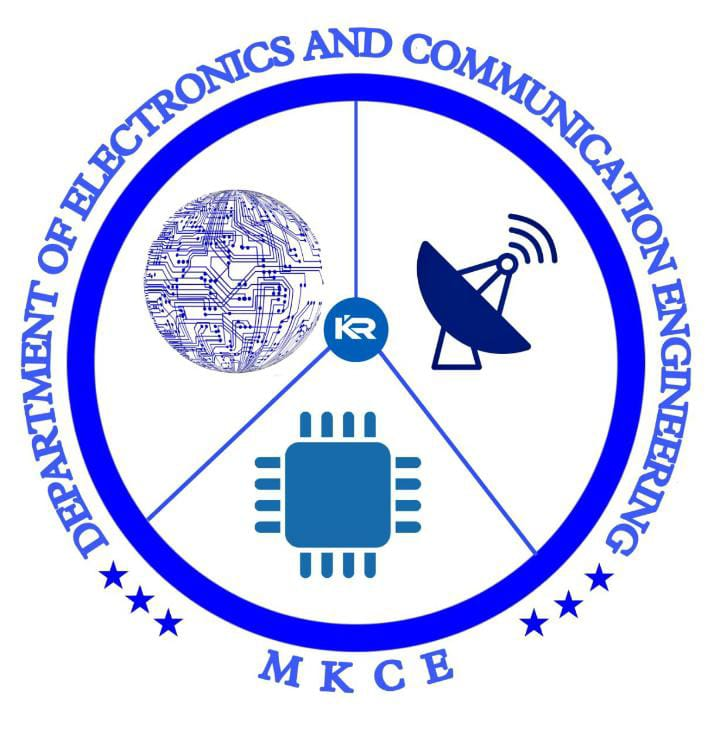 DEPARTMENT OF ELECTRONICS AND COMMUNICATION ENGINEERING
KR
MKCE